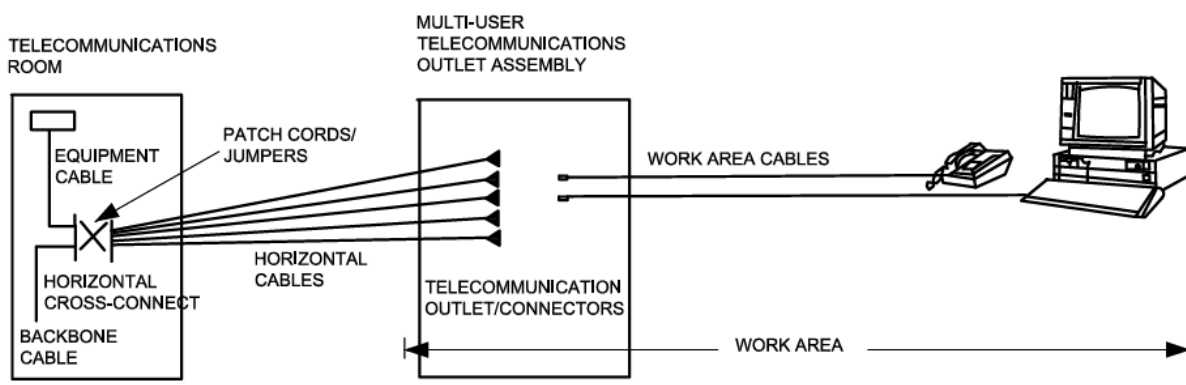 TELECOMMUNICATIONS
ROOM
MULTI-USER
TELECOMMUNICATIONS
OUTLET ASSEMBLY
PATCH CORDS/
JUMPERS
EQUIPMENT
CABLE
WORK AREA CABLES
HORIZONTAL
CABLES
HORIZONTAL
CROSS-CONNECT
TELECOMMUNICATION
OUTLET/CONNECTORS
BACKBONE
CABLE
WORK AREA